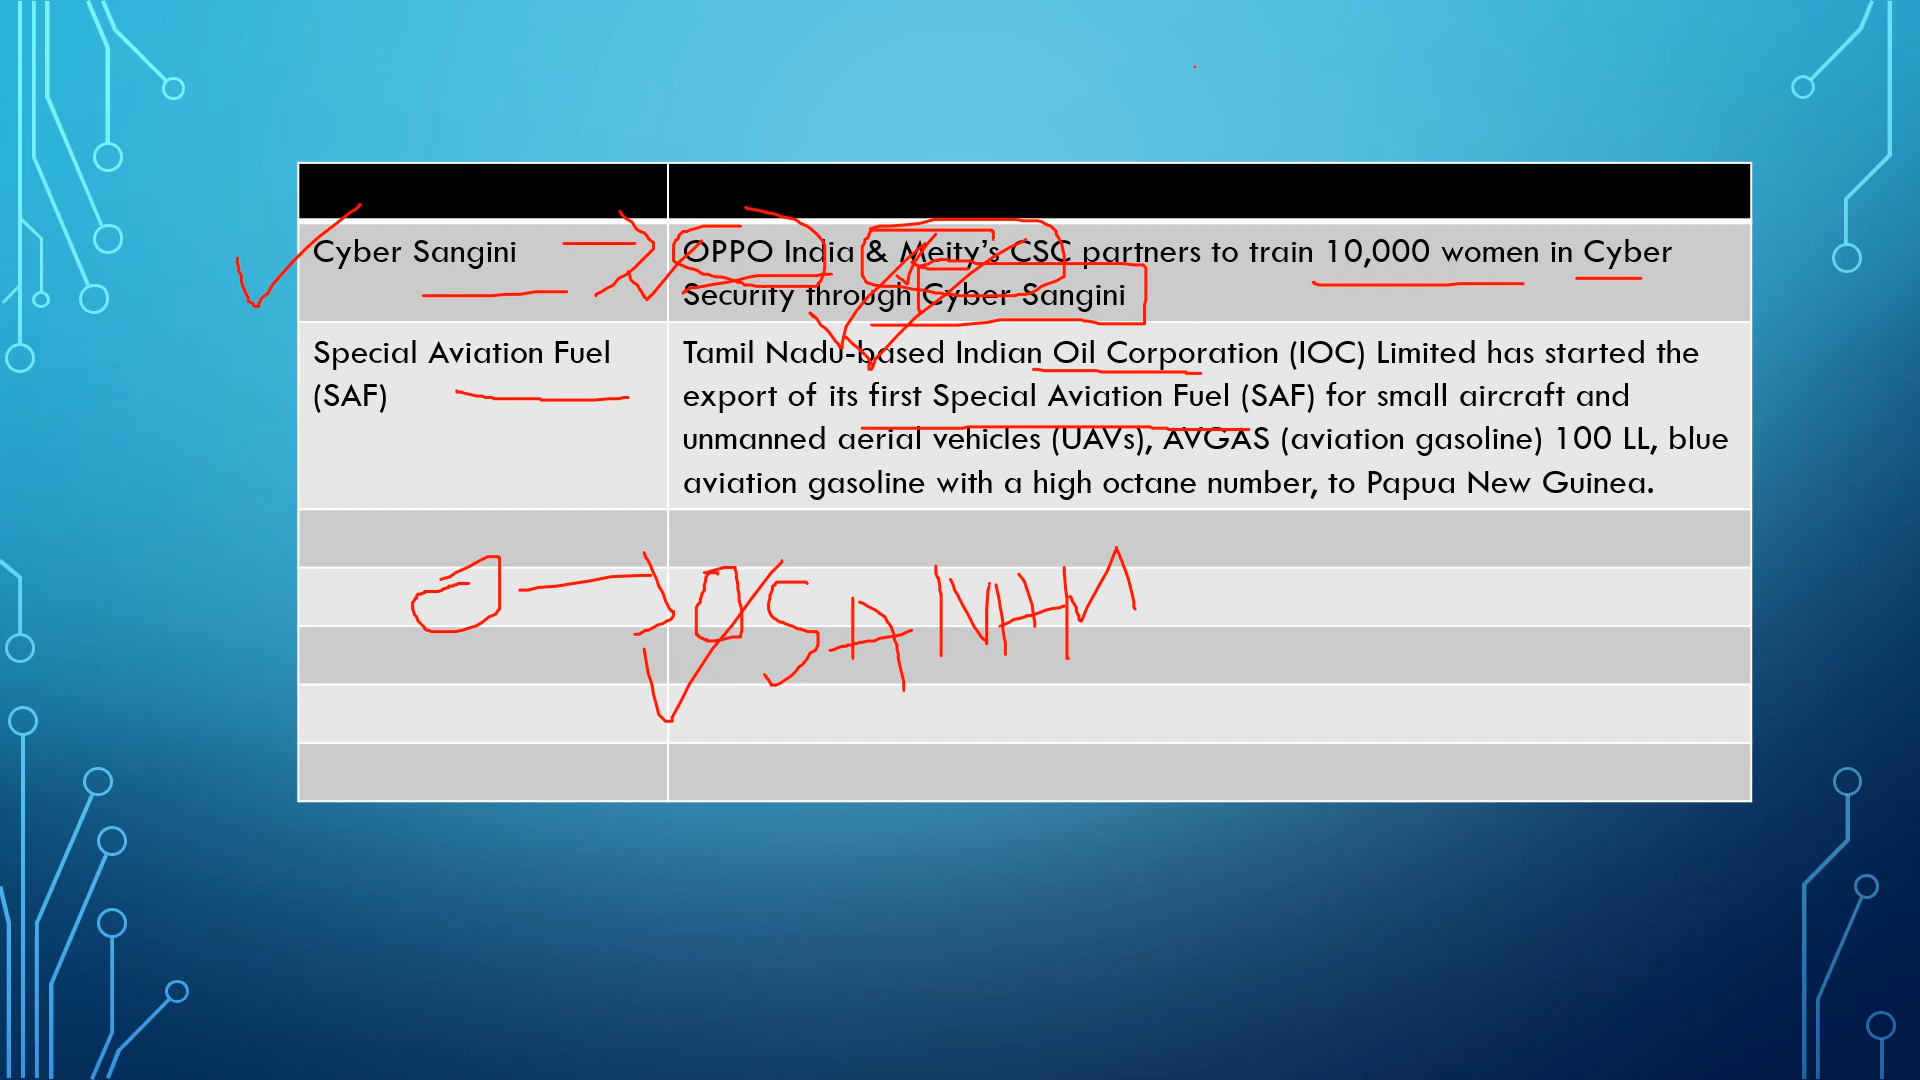 Cyber Sangini
OPPO India & Meity's CSC partners to train 10,000 women in Cyber
Security through Cyber Sangini
Special Aviation Fuel
(SAF)
Tamil Nadu-based Indian Oil Corporation (IOC) Limited has started the
export of its first Special Aviation Fuel (SAF) for small aircraft and
unmanned aerial vehicles (UAVs), AVGAS (aviation gasoline) 100 LL, blue
aviation gasoline with a high octane number, to Papua New Guinea.